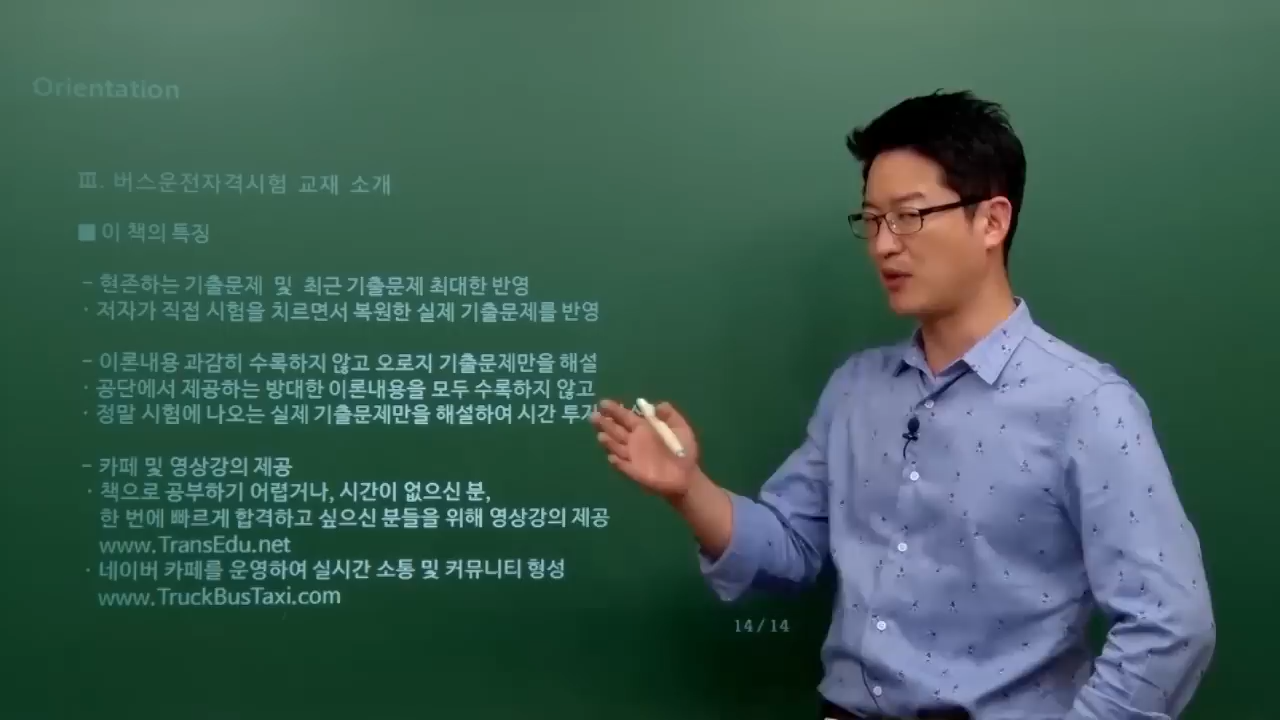 Orientation
Ⅲ. 버스운전자격시험 교재 소개
■ 이 책의 특징
- 현존하는 기출문제 및 최근 기출문제 최대한 반영
· 저자가 직접 시험을 치르면서 복원한 실제 기출문제를 반영
- 이론내용 과감히 수록하지 않고 오로지 기출문제만을 해설
· 공단에서 제공하는 방대한 이론내용을 모두 수록하지 않고
· 정말 시험에 나오는 실제 기출문제만을 해설하여 시간 투자
- 카페 및 영상강의 제공
· 책으로 공부하기 어렵거나, 시간이 없으신 분,
한 번에 빠르게 합격하고 싶으신 분들을 위해 영상강의 제공
www.TransEdu.net
· 네이버 카페를 운영하여 실시간 소통 및 커뮤니티 형성
www.TruckBusTaxi.com
14/14